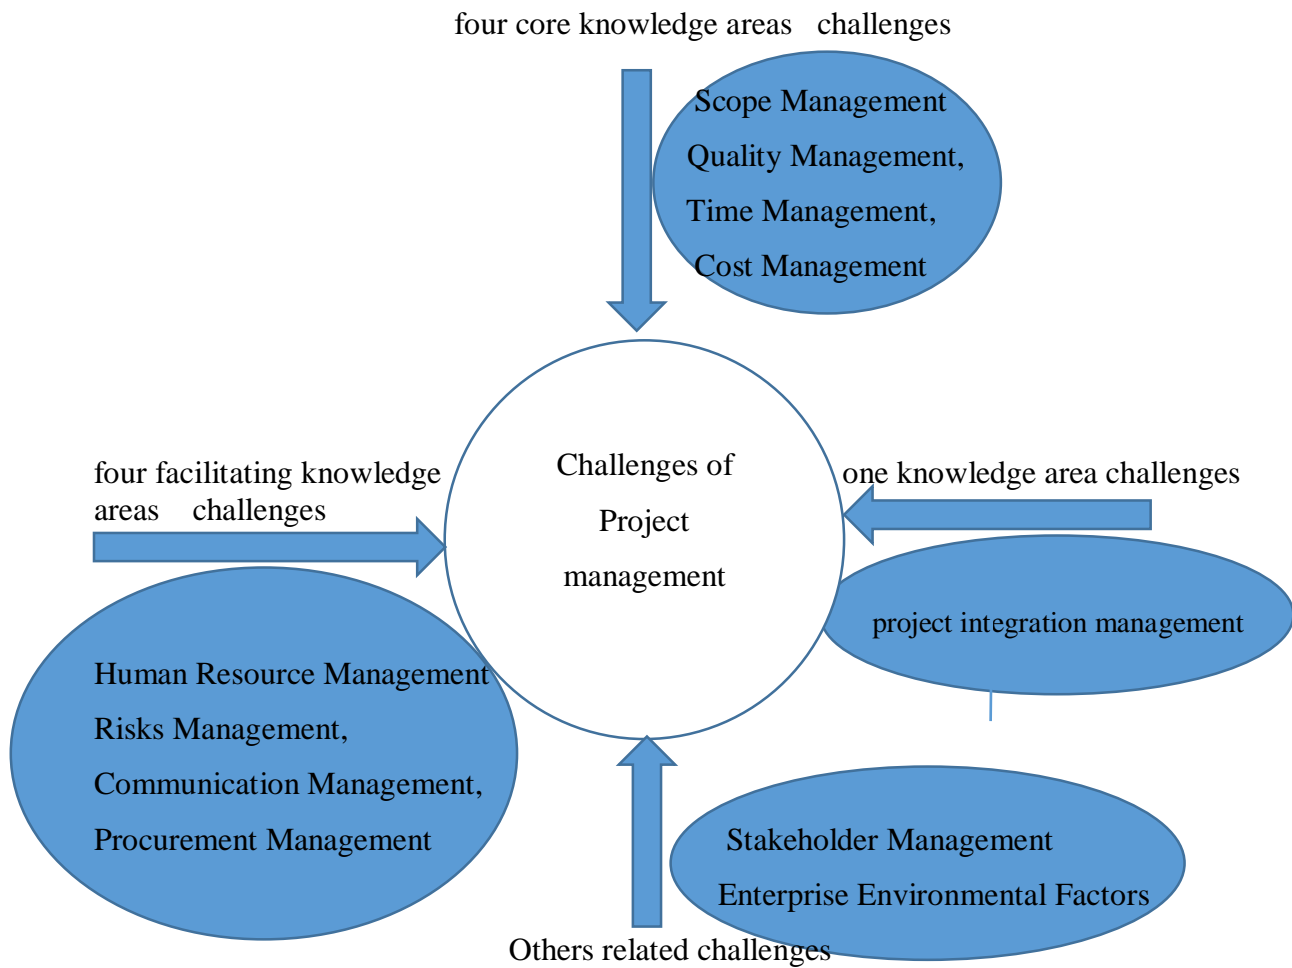 four core knowledge areas challenges
Scope Management
Quality Management,
Time Management,
Cost Management
four facilitating knowledge
areas challenges
Challenges of
Project
management
one knowledge area challenges
project integration management
Human Resource Management
Risks Management,
Communication Management,
Procurement Management
Stakeholder Management
Enterprise Environmental Factors
Others related challenges